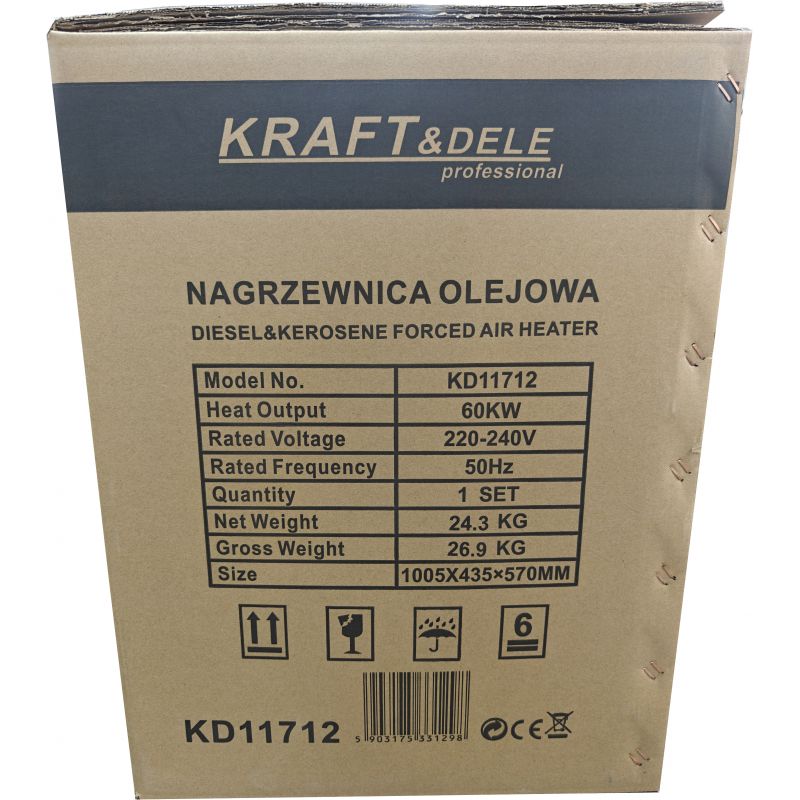 KRAFT&DELE
professional
NAGRZEWNICA OLEJOWA
DIESEL&KEROSENE FORCED AIR HEATER
Model No. KD11712
Heat Output 60KW
Rated Voltage 220-240V
Rated Frequency 50Hz
Quantity 1 SET
Net Weight 24.3 KG
Gross Weight 26.9 KG
Size 1005X435×570MM
6
KD11712
5 903175 331298
CE